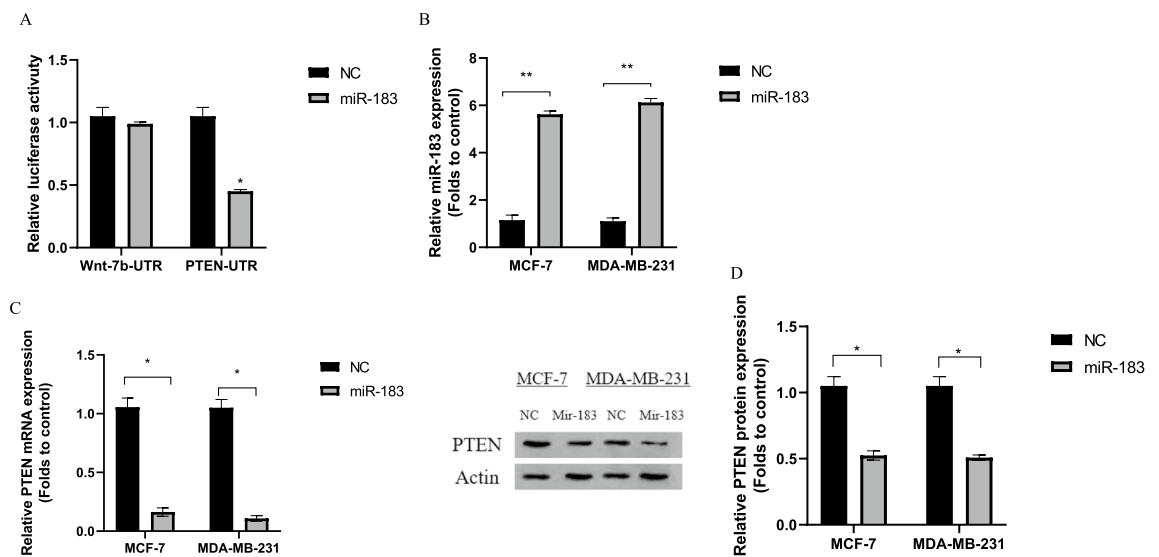 A
Relative luciferase activuty
1.5
1.0
0.5
0.0
*
Wnt-7b-UTR PTEN-UTR
NC
miR-183
B
Relative miR-183 expression
(Folds to control)
8
6
4
2
0
** **
MCF-7 MDA-MB-231
NC
miR-183
C
Relative PTEN mRNA expression
(Folds to control)
1.5
1.0
0.5
0.0
* *
MCF-7 MDA-MB-231
NC
miR-183
MCF-7 MDA-MB-231
NC Mir-183 NC Mir-183
PTEN
Actin
D
Relative PTEN protein expression
(Folds to control)
1.5
1.0
0.5
0.0
* *
MCF-7 MDA-MB-231
NC
miR-183